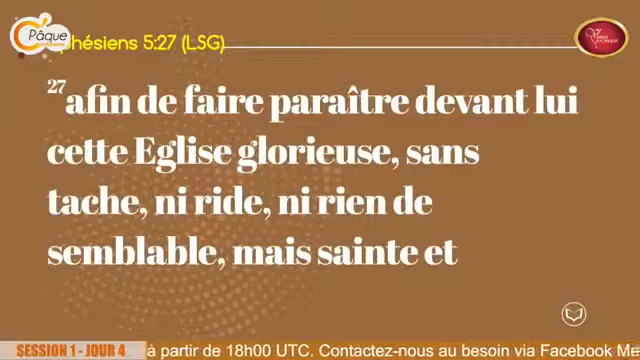 Pâque
phésiens 5:27 (LSG)
27 afin de faire paraître devant lui
cette Eglise glorieuse, sans
tache, ni ride, ni rien de
semblable, mais sainte et
SESSION 1 - JOUR 4 à partir de 18h00 UTC. Contactez-nous au besoin via Facebook Me